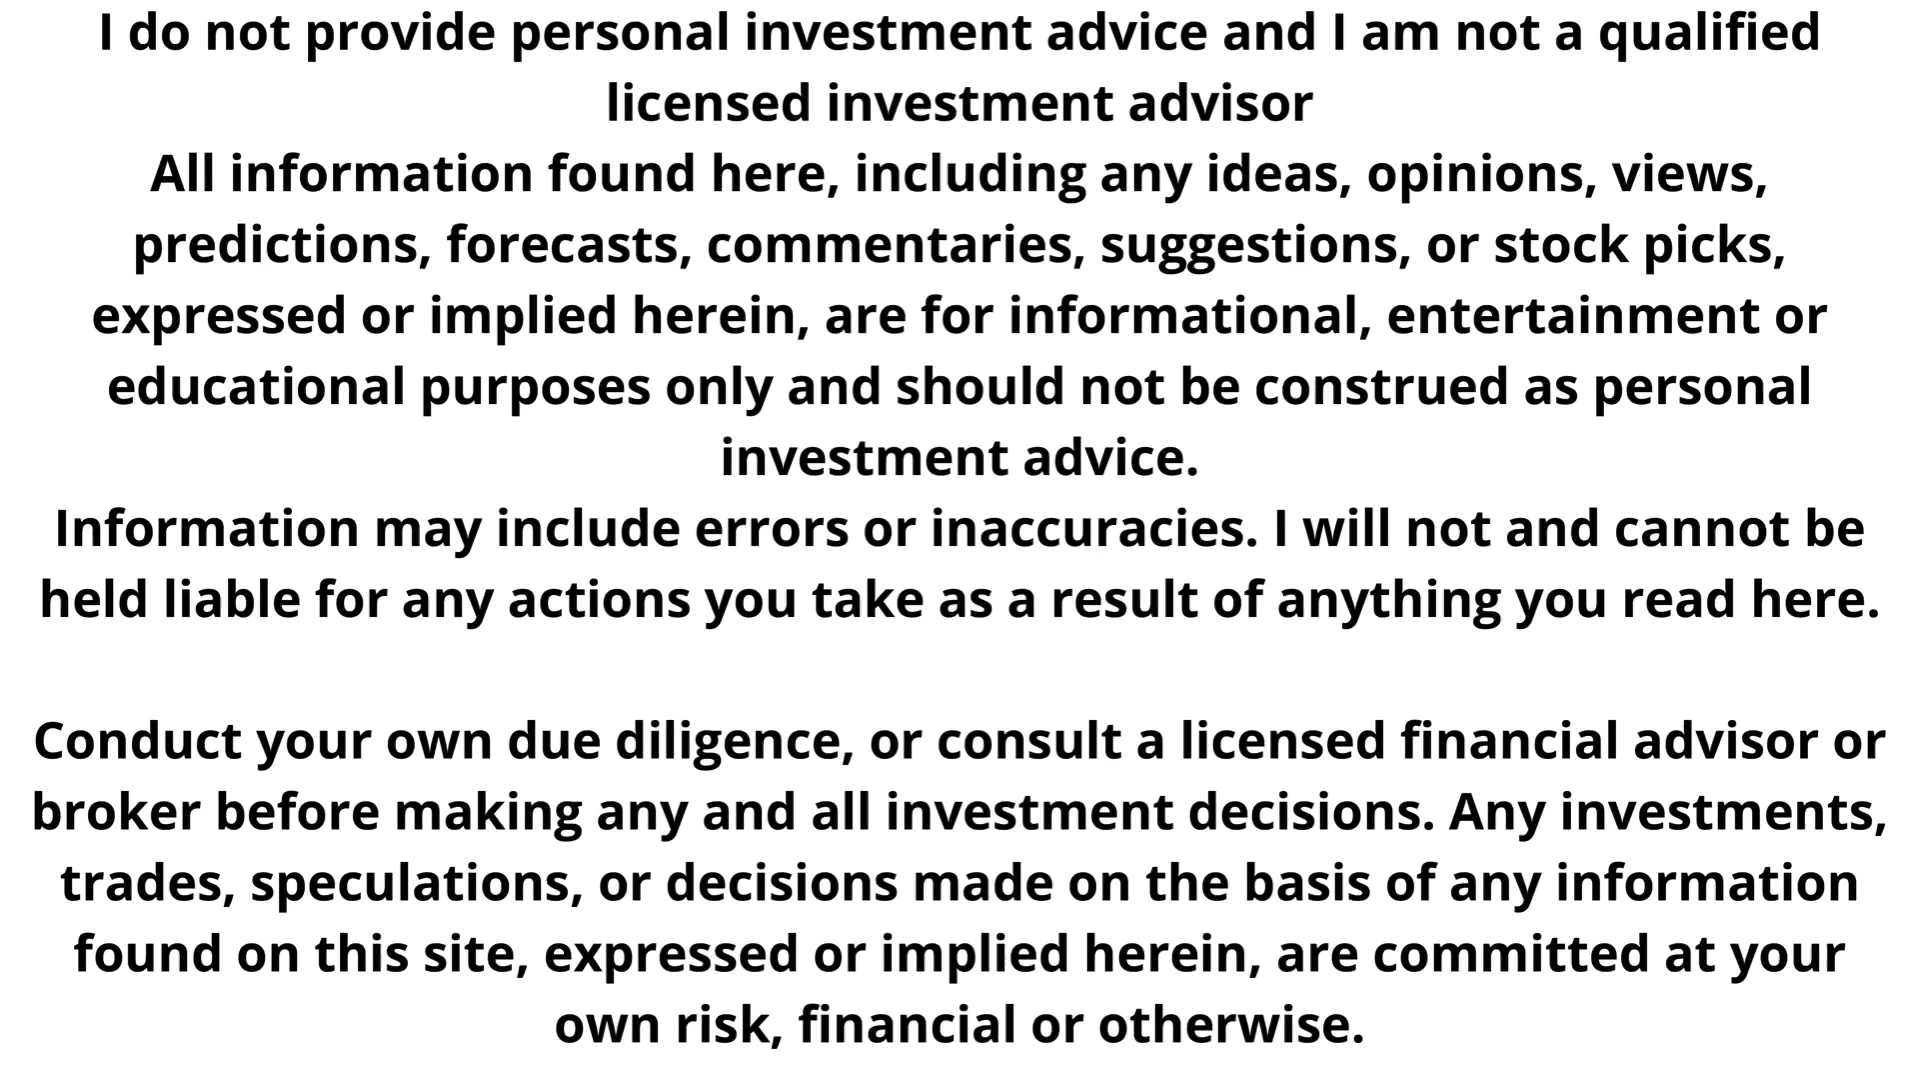 I do not provide personal investment advice and I am not a qualified
licensed investment advisor
All information found here, including any ideas, opinions, views,
predictions, forecasts, commentaries, suggestions, or stock picks,
expressed or implied herein, are for informational, entertainment or
educational purposes only and should not be construed as personal
investment advice.
Information may include errors or inaccuracies. I will not and cannot be
held liable for any actions you take as a result of anything you read here.
Conduct your own due diligence, or consult a licensed financial advisor or
broker before making any and all investment decisions. Any investments,
trades, speculations, or decisions made on the basis of any information
found on this site, expressed or implied herein, are committed at your
own risk, financial or otherwise.